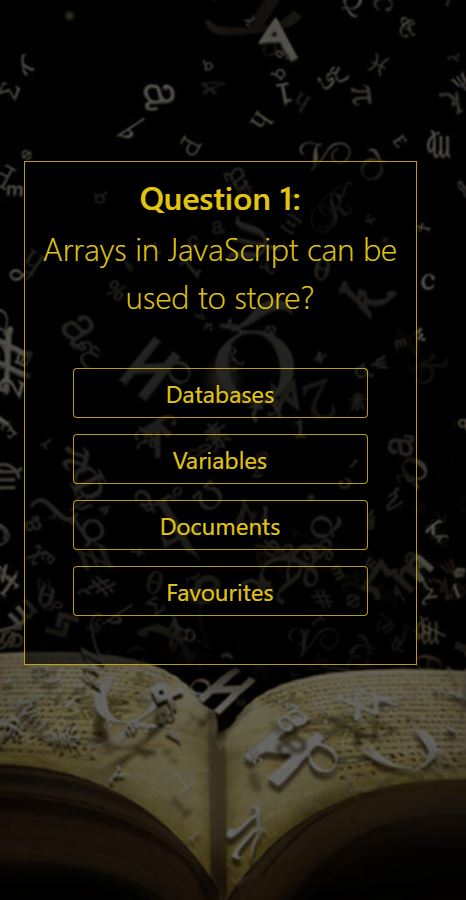 Question 1:
Arrays in JavaScript can be
used to store?
Databases
Variables
Documents
Favourites